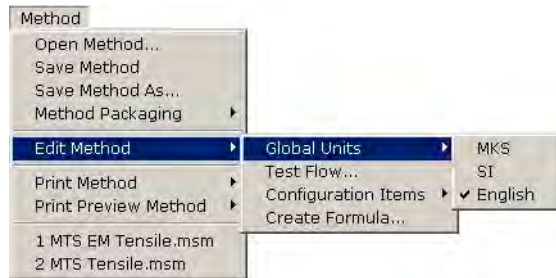 Method
Open Method...
Save Method
Save Method As...
Method Packaging
Edit Method
Print Method
Print Preview Method
1 MTS EM Tensile.msm
2 MTS Tensile.msm
Global Units
Test Flow...
Configuration Items
Create Formula...
MKS
SI
English